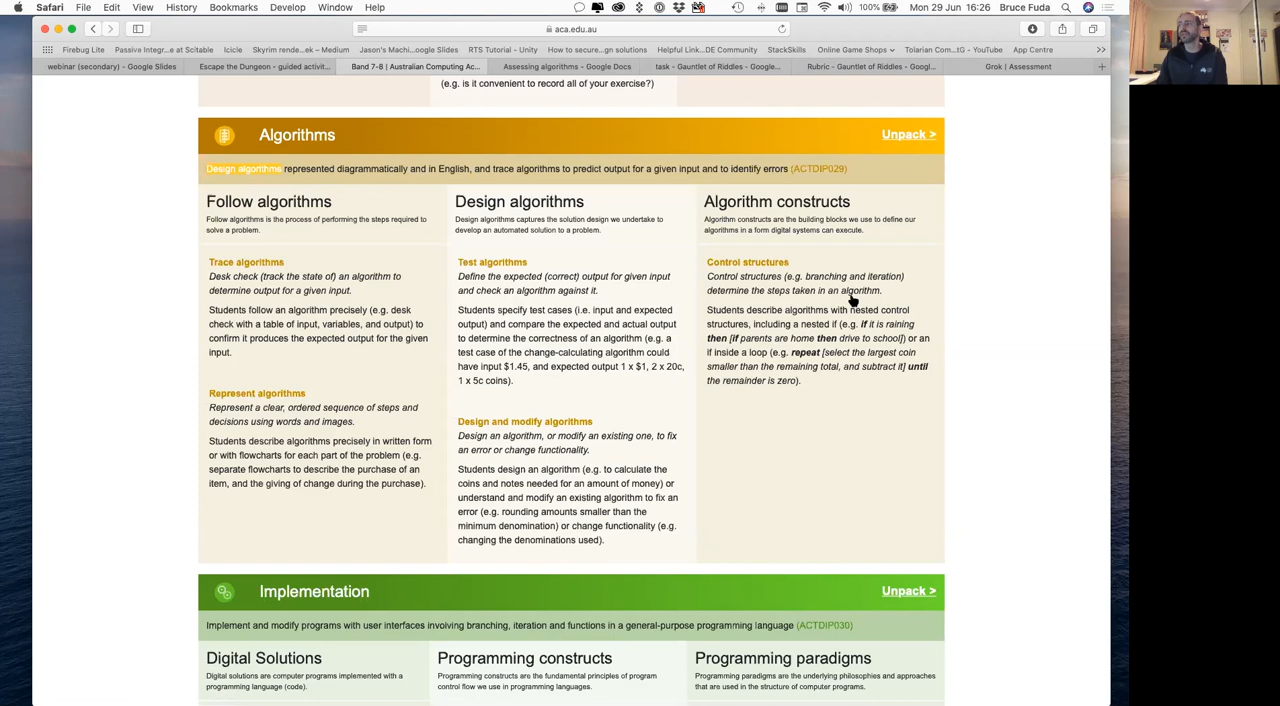 Safari File Edit View History Bookmarks Develop Window Help 100% Mon 29 Jun 16:26 Bruce Fuda
aca.edu.au
Firebug Lite Passive Integr...e at Scitable Icicle Skyrim rende...– Medium Jason's Machi...oogle Slides RTS Tutorial - Unity How to secure...gn solutions Helpful Link...DE Community StackSkills Online Game Shops Tolarian Com...tG - YouTube App Centre >>
webinar (secondary) - Google Slides Escape the Dungeon - guided activit... Band 7-8 | Australian Computing Ac... Assessing algorithms - Google Docs task - Gauntlet of Riddles - Google... Rubric - Gauntlet of Riddles - Googl... Grok | Assessment +
(e.g. is it convenient to record all of your exercise?)
Algorithms Unpack >
Design algorithms represented diagrammatically and in English, and trace algorithms to predict output for a given input and to identify errors (ACTDIP029)
Follow algorithms
Follow algorithms is the process of performing the steps required to
solve a problem.
Trace algorithms
Desk check (track the state of) an algorithm to
determine output for a given input.
Students follow an algorithm precisely (e.g. desk
check with a table of input, variables, and output) to
confirm it produces the expected output for the given
input.
Represent algorithms
Represent a clear, ordered sequence of steps and
decisions using words and images.
Students describe algorithms precisely in written form
or with flowcharts for each part of the problem (e.g.
separate flowcharts to describe the purchase of an
item, and the giving of change during the purchase).
Design algorithms
Design algorithms captures the solution design we undertake to
develop an automated solution to a problem.
Test algorithms
Define the expected (correct) output for given input
and check an algorithm against it.
Students specify test cases (i.e. input and expected
output) and compare the expected and actual output
to determine the correctness of an algorithm (e.g. a
test case of the change-calculating algorithm could
have input $1.45, and expected output 1 x $1, 2 x 20c,
1 x 5c coins).
Design and modify algorithms
Design an algorithm, or modify an existing one, to fix
an error or change functionality.
Students design an algorithm (e.g. to calculate the
coins and notes needed for an amount of money) or
understand and modify an existing algorithm to fix an
error (e.g. rounding amounts smaller than the
minimum denomination) or change functionality (e.g.
changing the denominations used).
Algorithm constructs
Algorithm constructs are the building blocks we use to define our
algorithms in a form digital systems can execute.
Control structures
Control structures (e.g. branching and iteration)
determine the steps taken in an algorithm.
Students describe algorithms with nested control
structures, including a nested if (e.g. if it is raining
then [if parents are home then drive to school]) or an
if inside a loop (e.g. repeat [select the largest coin
smaller than the remaining total, and subtract it] until
the remainder is zero).
Implementation Unpack >
Implement and modify programs with user interfaces involving branching, iteration and functions in a general-purpose programming language (ACTDIP030)
Digital Solutions
Digital solutions are computer programs implemented with a
programming language (code).
Programming constructs
Programming constructs are the fundamental principles of program
control flow we use in programming languages.
Programming paradigms
Programming paradigms are the underlying philosophies and approaches
that are used in the structure of computer programs.